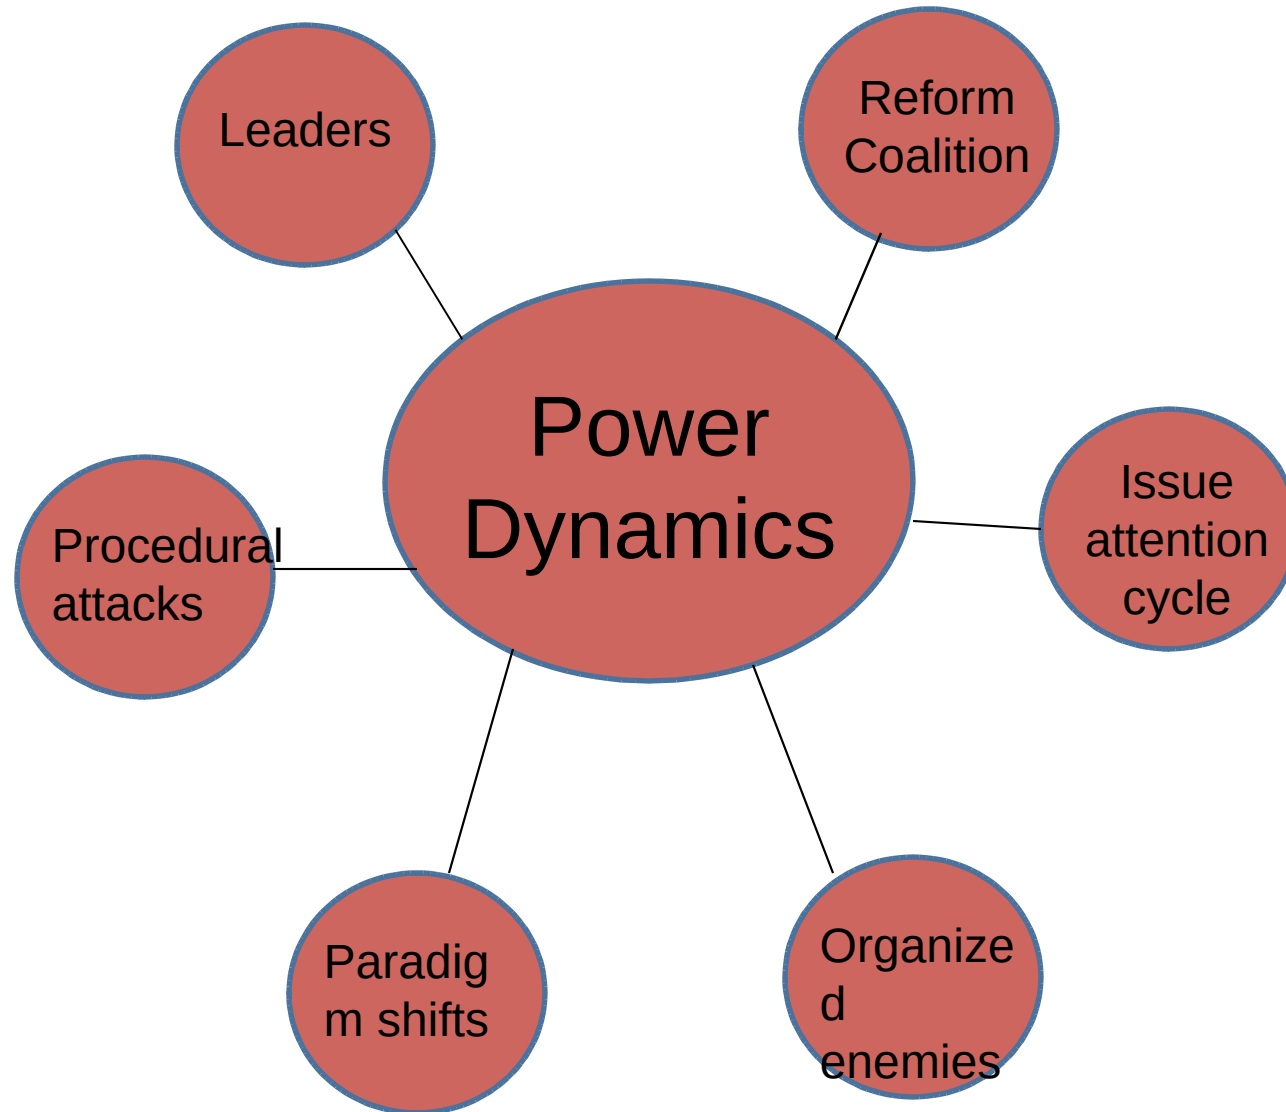 Leaders
Reform
Coalition
Power
Dynamics
Issue
attention
cycle
Procedural
attacks
Paradig
m shifts
Organize
d
enemies